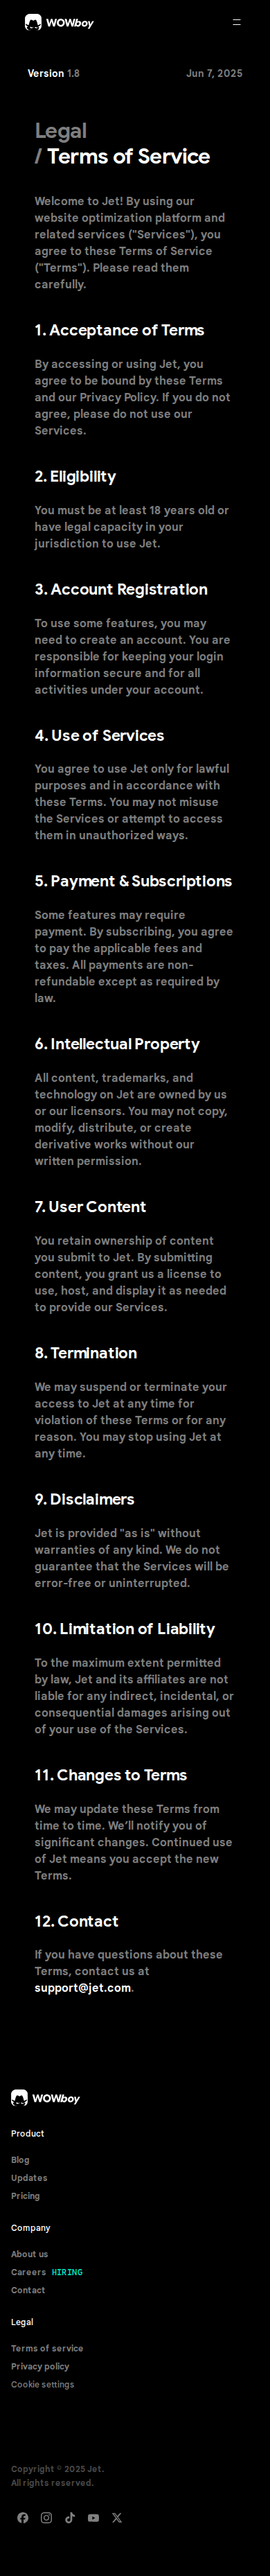 WOWboy
Version 1.8
Jun 7, 2025
Legal
/ Terms of Service
Welcome to Jet! By using our
website optimization platform and
related services ("Services"), you
agree to these Terms of Service
("Terms"). Please read them
carefully.
1. Acceptance of Terms
By accessing or using Jet, you
agree to be bound by these Terms
and our Privacy Policy. If you do not
agree, please do not use our
Services.
2. Eligibility
You must be at least 18 years old or
have legal capacity in your
jurisdiction to use Jet.
3. Account Registration
To use some features, you may
need to create an account. You are
responsible for keeping your login
information secure and for all
activities under your account.
4. Use of Services
You agree to use Jet only for lawful
purposes and in accordance with
these Terms. You may not misuse
the Services or attempt to access
them in unauthorized ways.
5. Payment & Subscriptions
Some features may require
payment. By subscribing, you agree
to pay the applicable fees and
taxes. All payments are non-
refundable except as required by
law.
6. Intellectual Property
All content, trademarks, and
technology on Jet are owned by us
or our licensors. You may not copy,
modify, distribute, or create
derivative works without our
written permission.
7. User Content
You retain ownership of content
you submit to Jet. By submitting
content, you grant us a license to
use, host, and display it as needed
to provide our Services.
8. Termination
We may suspend or terminate your
access to Jet at any time for
violation of these Terms or for any
reason. You may stop using Jet at
any time.
9. Disclaimers
Jet is provided "as is" without
warranties of any kind. We do not
guarantee that the Services will be
error-free or uninterrupted.
10. Limitation of Liability
To the maximum extent permitted
by law, Jet and its affiliates are not
liable for any indirect, incidental, or
consequential damages arising out
of your use of the Services.
11. Changes to Terms
We may update these Terms from
time to time. We'll notify you of
significant changes. Continued use
of Jet means you accept the new
Terms.
12. Contact
If you have questions about these
Terms, contact us at
support@jet.com.
WOWboy
Product
Blog
Updates
Pricing
Company
About us
Careers HIRING
Contact
Legal
Terms of service
Privacy policy
Cookie settings
Copyright © 2025 Jet.
All rights reserved.